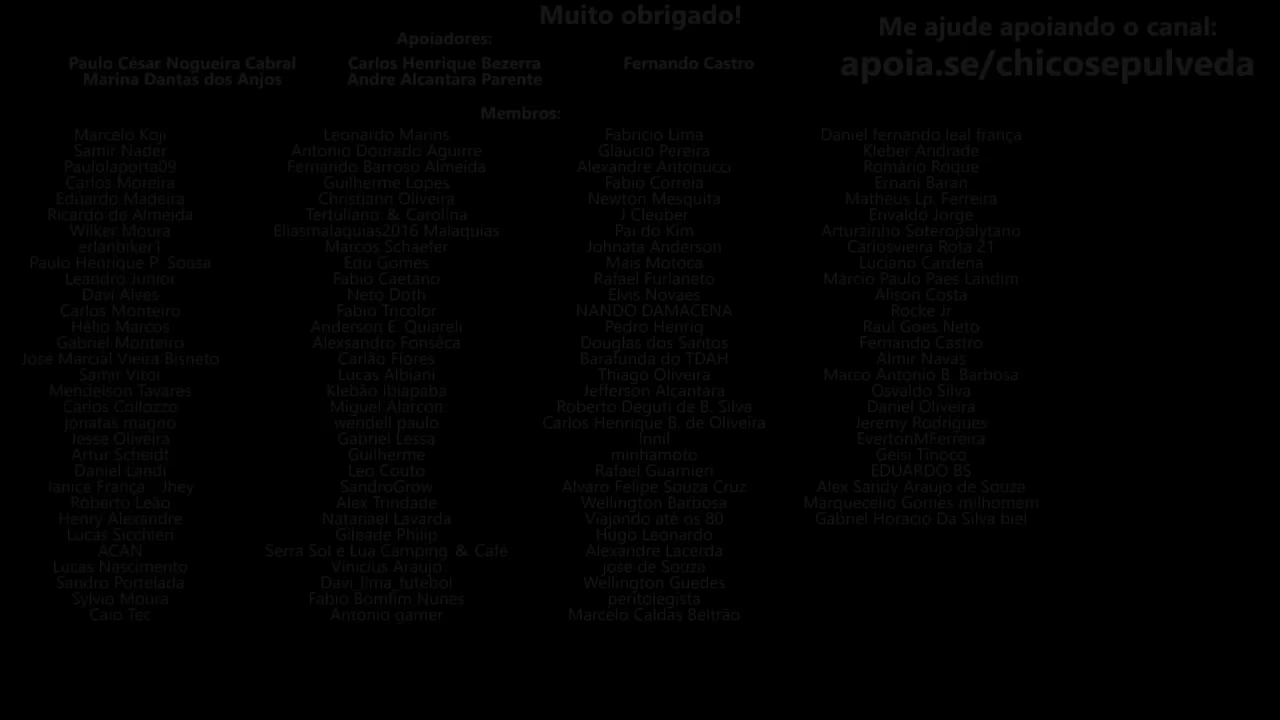 Muito obrigado!
Me ajude apoiando o canal:
apoia.se/chicosepulveda
Apoiadores:
Paulo César Nogueira Cabral
Marina Dantas dos Anjos
Carlos Henrique Bezerra
Andre Alcantara Parente
Fernando Castro
Membros:
Marcelo Koji
Samir Nader
Paulolaporta09
Carlos Moreira
Eduardo Madeira
Ricardo de Almeida
Wilker Moura
erlanbiker1
Paulo Henrique P. Sousa
Leandro Junior
Davi Alves
Carlos Monteiro
Hélio Marcos
Gabriel Monteiro
Jose Marcial Vieira Bisneto
Samir Vitor
Mendelson Tavares
Carlos Collozzo
jonatas magno
Jesse Oliveira
Artur Scheidt
Daniel Landi
Ianice França _ Jhey
Roberto Leão
Henry Alexandre
Lucas Sicchieri
ACAN
Lucas Nascimento
Sandro Portelada
Sylvio Moura
Caio Tec
Leonardo Marins
Antonio Dourado Aguirre
Fernando Barroso Almeida
Guilherme Lopes
Christiann Oliveira
Tertuliano & Carolina
Eliasmalaquias2016 Malaquias
Marcos Schaefer
Edu Gomes
Fabio Caetano
Neto Doth
Fabio Tricolor
Anderson E. Quiareli
Alexsandro Fonsêca
Carlão Flores
Lucas Albiani
Klebão Ibiapaba
Miguel Alarcon
wendell paulo
Gabriel Lessa
Guilherme
Leo Couto
SandroGrow
Alex Trindade
Natanael Lavarda
Gileade Philip
Serra Sol e Lua Camping & Café
Vinicius Araujo
Davi_lima_futebol
Fabio Bomfim Nunes
Antonio gamer
Fabricio Lima
Glaucio Pereira
Alexandre Antonucci
Fabio Correia
Newton Mesquita
J Cleuber
Pai do Kim
Johnata Anderson
Mais Motoca
Rafael Furlaneto
Elvis Novaes
NANDO DAMACENA
Pedro Henriq
Douglas dos Santos
Barafunda do TDAH
Thiago Oliveira
Jefferson Alcantara
Roberto Deguti de B. Silva
Carlos Henrique B. de Oliveira
minhamoto
Rafael Guarnieri
Alvaro Felipe Souza Cruz
Wellington Barbosa
Viajando até os 80
Hugo Leonardo
Alexandre Lacerda
jose de Souza
Wellington Guedes
peritolegista
Marcelo Caldas Beltrão
Daniel fernando leal frança
Kleber Andrade
Romário Roque
Ernani Baran
Matheus Lp. Ferreira
Erivaldo Jorge
Arturzinho Soteropolytano
Carlosvieira Rota 21
Luciano Cardena
Márcio Paulo Paes Landim
Alison Costa
Rocke Jr
Raul Goes Neto
Fernando Castro
Almir Navas
Marco Antonio B. Barbosa
Osvaldo Silva
Daniel Oliveira
Jeremy Rodrigues
EvertonMFerreira
Geisi Tinoco
EDUARDO BS
Alex Sandy Araujo de Souza
Marquecelio Gomes milhomem
Gabriel Horacio Da Silva biel